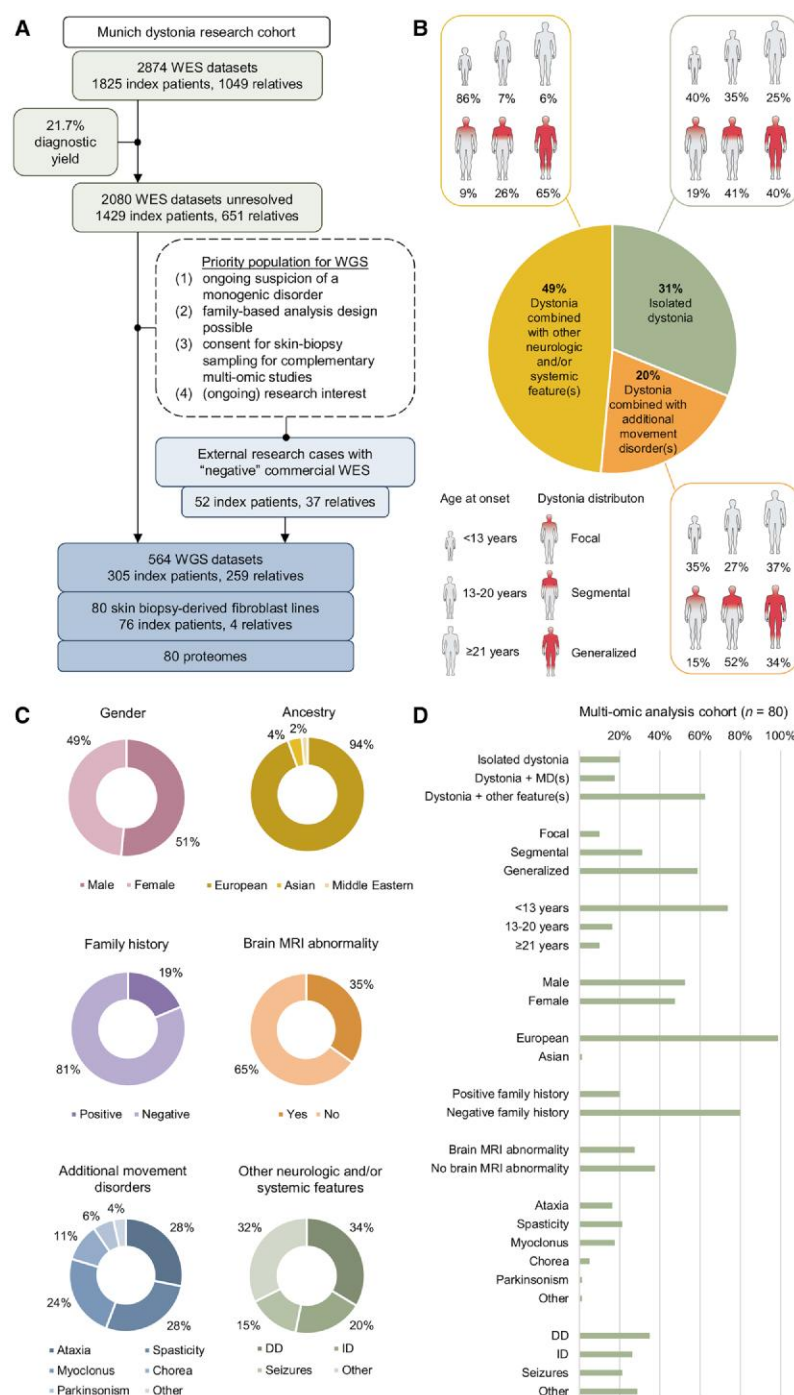 A
Munich dystonia research cohort
2874 WES datasets
1825 index patients, 1049 relatives
21.7%
diagnostic
yield
2080 WES datasets unresolved
1429 index patients, 651 relatives
Priority population for WGS
(1) ongoing suspicion of a
monogenic disorder
(2) family-based analysis design
possible
(3) consent for skin-biopsy
sampling for complementary
multi-omic studies
(4) (ongoing) research interest
External research cases with
“negative” commercial WES
52 index patients, 37 relatives
564 WGS datasets
305 index patients, 259 relatives
80 skin biopsy-derived fibroblast lines
76 index patients, 4 relatives
80 proteomes
B
86% 7% 6%
9% 26% 65%
40% 35% 25%
19% 41% 40%
49%
Dystonia
combined
with other
neurologic
and/or
systemic
feature(s)
31%
Isolated
dystonia
20%
Dystonia
combined with
additional
movement
disorder(s)
Age at onset Dystonia distributon
<13 years Focal
13-20 years Segmental
≥21 years Generalized
35% 27% 37%
15% 52% 34%
C
Gender
49%
51%
Male Female
Ancestry
4% 2% 94%
European Asian Middle Eastern
Family history
19%
81%
Positive Negative
Brain MRI abnormality
35%
65%
Yes No
Additional movement
disorders
4%
6%
11%
28%
24%
28%
Ataxia Spasticity
Myoclonus Chorea
Parkinsonism Other
Other neurologic and/or
systemic features
32% 34%
15% 20%
DD ID
Seizures Other
D
Multi-omic analysis cohort (n = 80)
20% 40% 60% 80% 100%
Isolated dystonia
Dystonia + MD(s)
Dystonia + other feature(s)
Focal
Segmental
Generalized
<13 years
13-20 years
≥21 years
Male
Female
European
Asian
Positive family history
Negative family history
Brain MRI abnormality
No brain MRI abnormality
Ataxia
Spasticity
Myoclonus
Chorea
Parkinsonism
Other
DD
ID
Seizures
Other